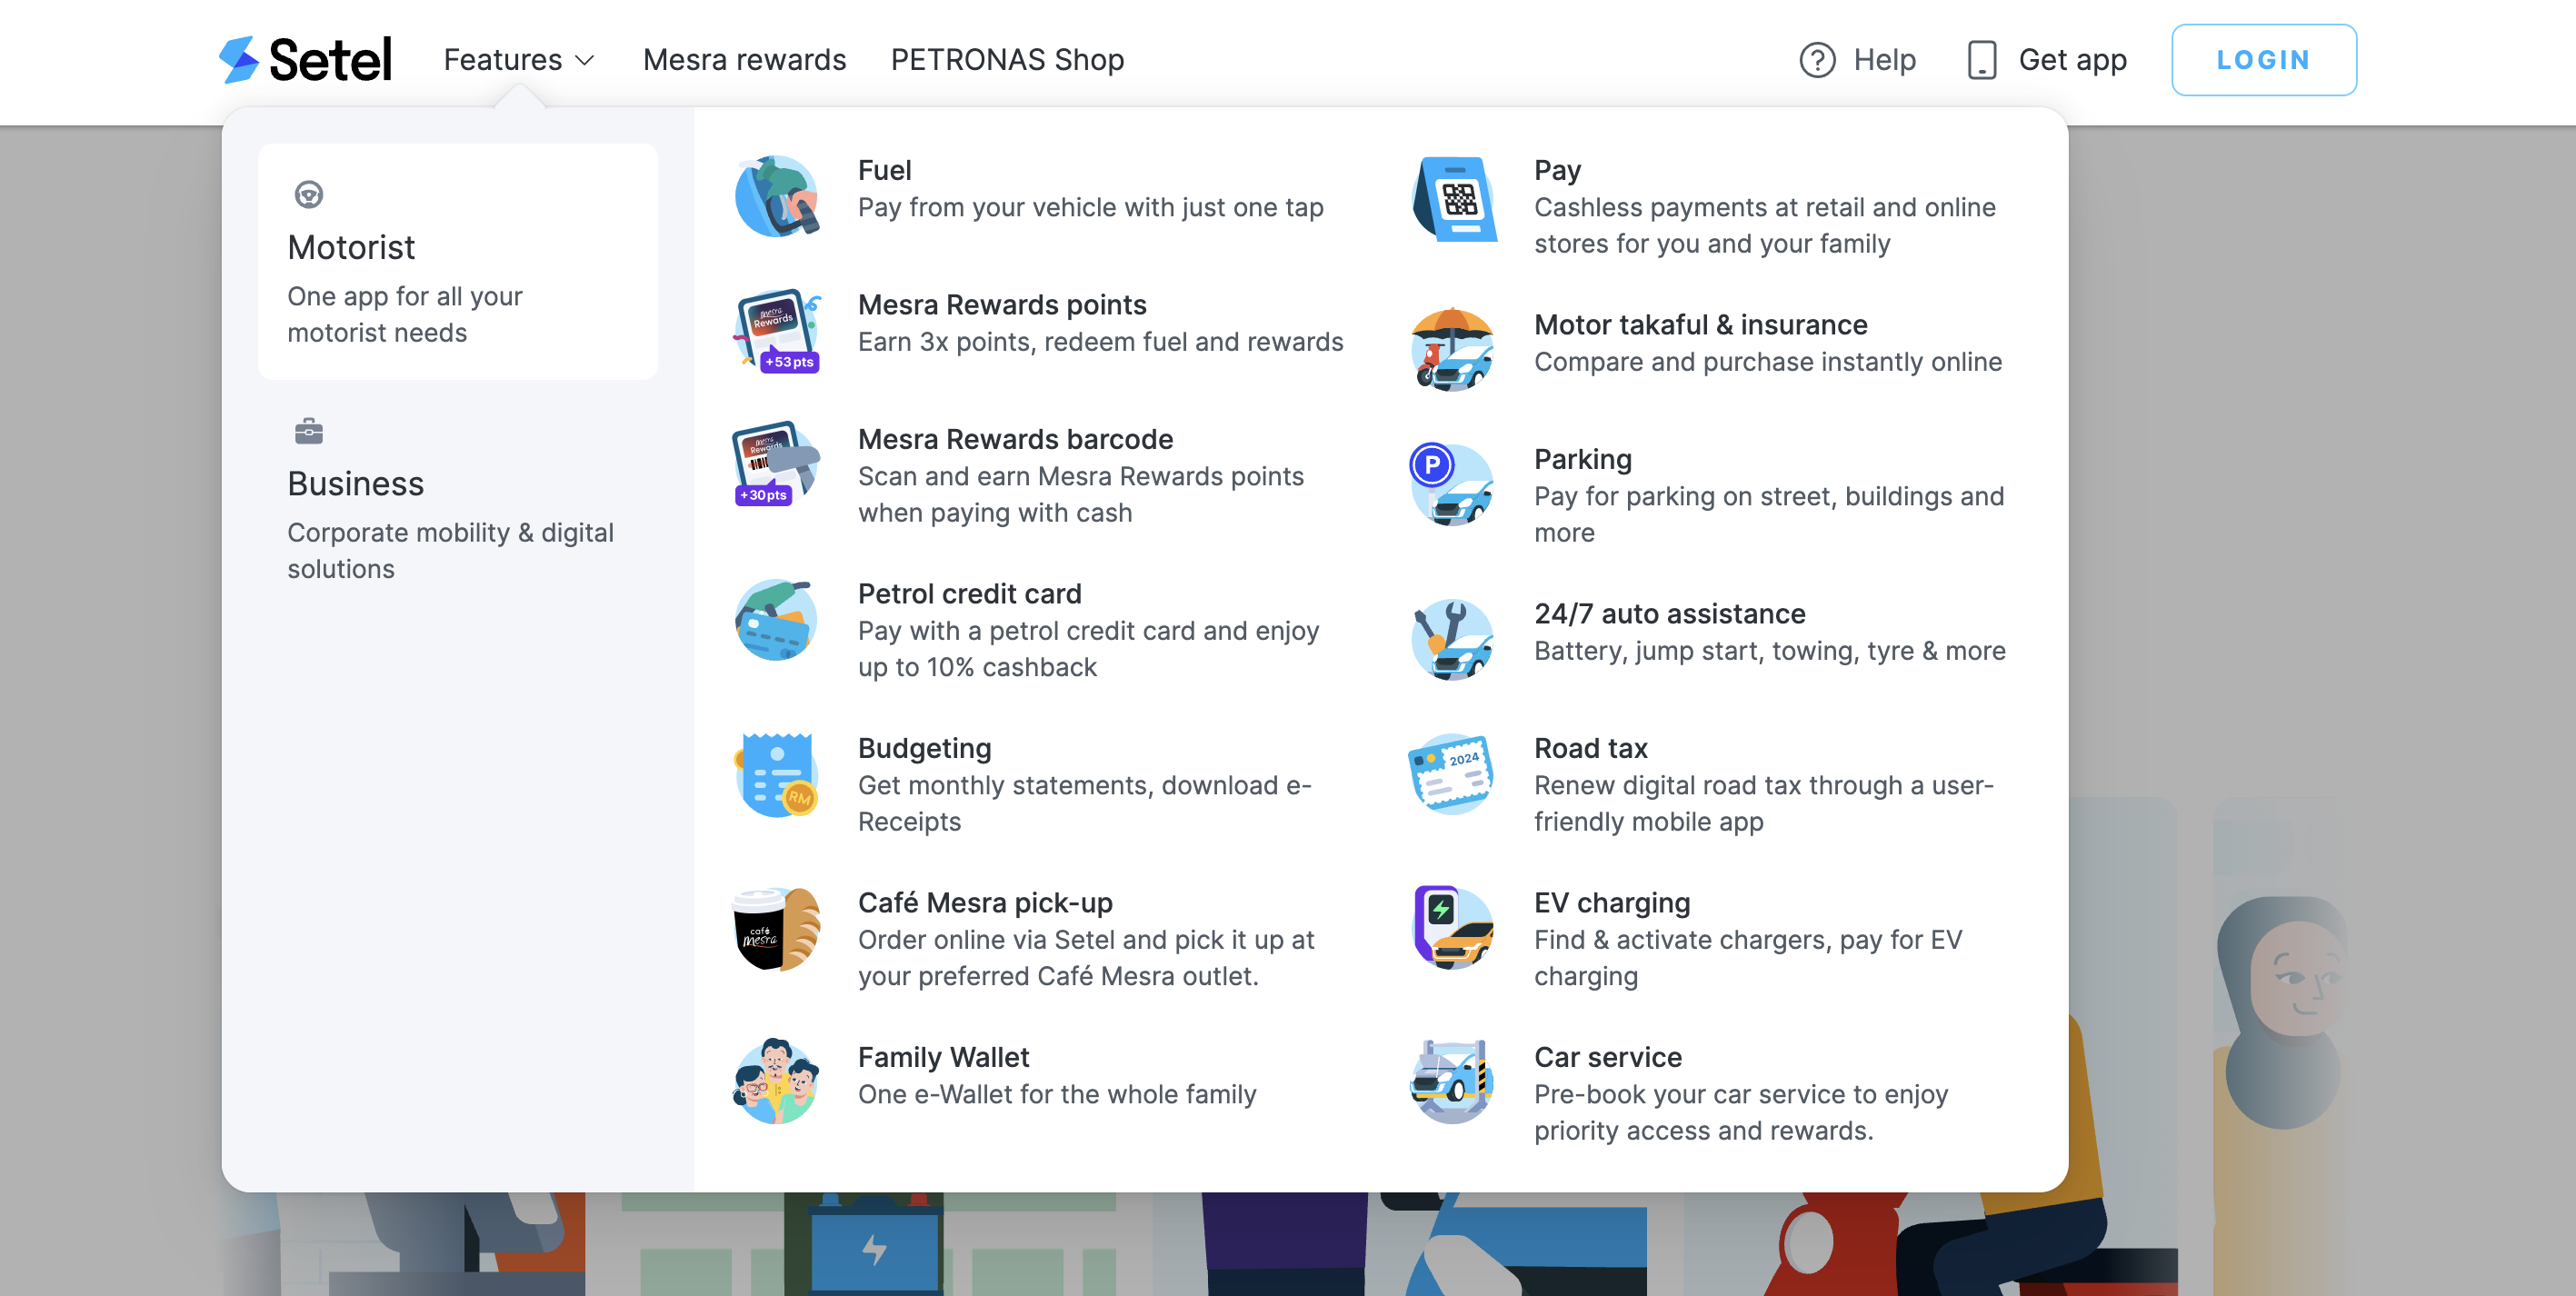 Setel
Features
Mesra rewards
PETRONAS Shop
Help
Get app
LOGIN
Motorist
One app for all your
motorist needs
Business
Corporate mobility & digital
solutions
Fuel
Pay from your vehicle with just one tap
mesra
Rewards
+53pts
Mesra Rewards points
Earn 3x points, redeem fuel and rewards
mesra
Rewards
+30pts
Mesra Rewards barcode
Scan and earn Mesra Rewards points
when paying with cash
Petrol credit card
Pay with a petrol credit card and enjoy
up to 10% cashback
RM
Budgeting
Get monthly statements, download e-
Receipts
café
mesra
Café Mesra pick-up
Order online via Setel and pick it up at
your preferred Café Mesra outlet.
Family Wallet
One e-Wallet for the whole family
Pay
Cashless payments at retail and online
stores for you and your family
Motor takaful & insurance
Compare and purchase instantly online
P
Parking
Pay for parking on street, buildings and
more
24/7 auto assistance
Battery, jump start, towing, tyre & more
2024
Road tax
Renew digital road tax through a user-
friendly mobile app
EV charging
Find & activate chargers, pay for EV
charging
Car service
Pre-book your car service to enjoy
priority access and rewards.